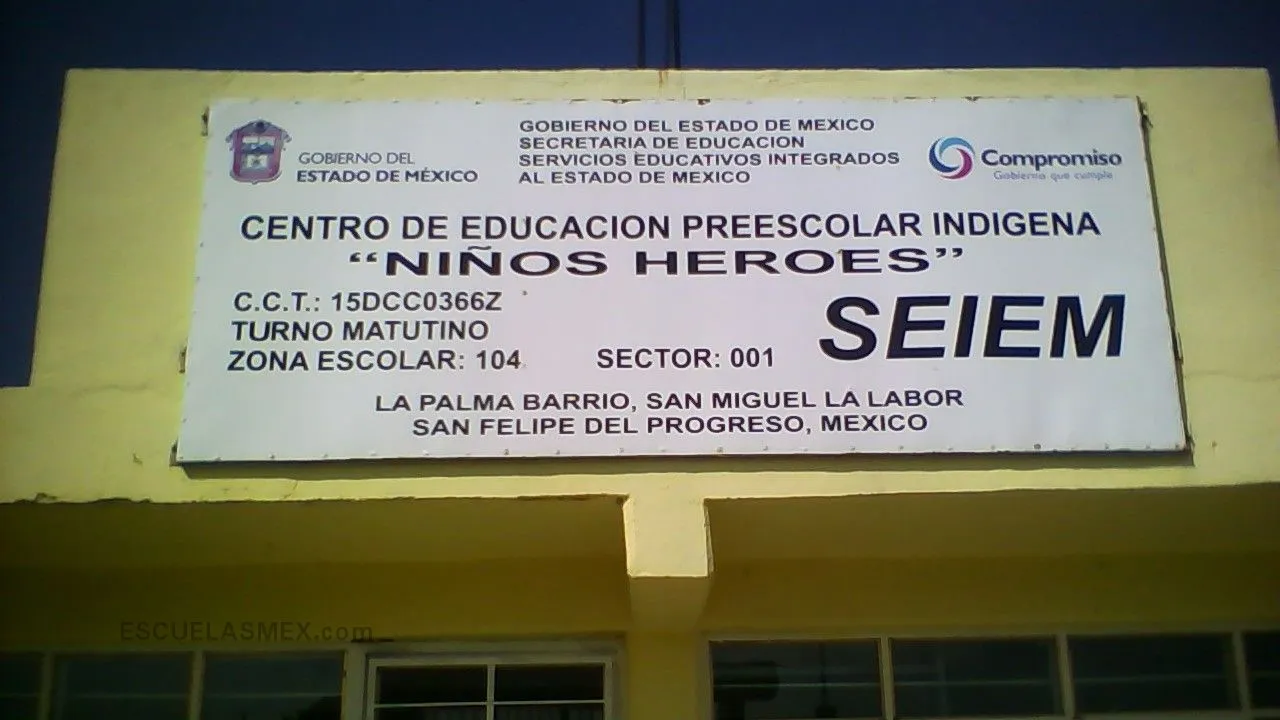 GOBIERNO DEL
ESTADO DE MÉXICO
GOBIERNO DEL ESTADO DE MEXICO
SECRETARIA DE EDUCACION
SERVICIOS EDUCATIVOS INTEGRADOS
AL ESTADO DE MEXICO
Compromiso
Gobierno que cumple
CENTRO DE EDUCACION PREESCOLAR INDIGENA
“NIÑOS HEROES”
C.C.T.: 15DCC0366Z
TURNO MATUTINO
ZONA ESCOLAR: 104 SECTOR: 001
SEIEM
LA PALMA BARRIO, SAN MIGUEL LA LABOR
SAN FELIPE DEL PROGRESO, MEXICO
ESCUELASMEX.com